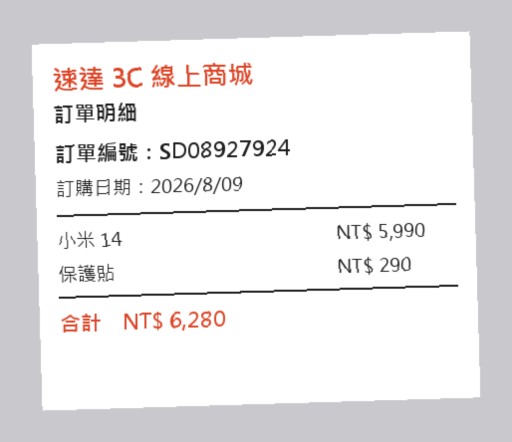 速達 3C 線上商城
訂單明細
訂單編號：SD08927924
訂購日期：2026/8/09
小米 14 NT$ 5,990
保護貼 NT$ 290
合計 NT$ 6,280